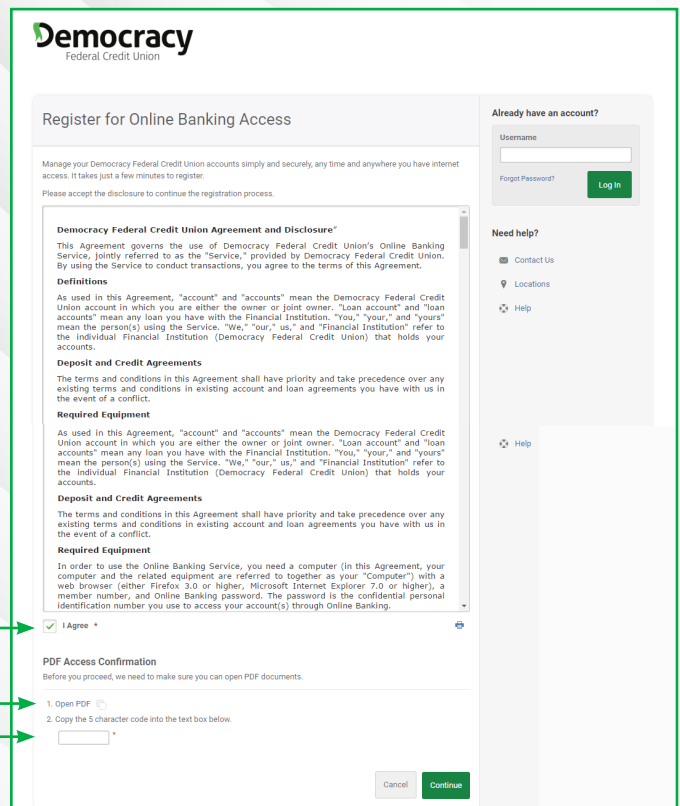 Democracy
Federal Credit Union
Register for Online Banking Access
Manage your Democracy Federal Credit Union accounts simply and securely, any time and anywhere you have internet
access. It takes just a few minutes to register.
Please accept the disclosure to continue the registration process.
Democracy Federal Credit Union Agreement and Disclosure"
This Agreement governs the use of Democracy Federal Credit Union's Online Banking
Service, jointly referred to as the "Service," provided by Democracy Federal Credit Union.
By using the Service to conduct transactions, you agree to the terms of this Agreement.
Definitions
As used in this Agreement, "account" and "accounts" mean the Democracy Federal Credit
Union account in which you are either the owner or joint owner. "Loan account" and "loan
accounts" mean any loan you have with the Financial Institution. "You," "your," and "yours"
mean the person(s) using the Service. "We," "our," us," and "Financial Institution" refer to
the individual Financial Institution (Democracy Federal Credit Union) that holds your
accounts.
Deposit and Credit Agreements
The terms and conditions in this Agreement shall have priority and take precedence over any
existing terms and conditions in existing account and loan agreements you have with us in
the event of a conflict.
Required Equipment
As used in this Agreement, "account" and "accounts" mean the Democracy Federal Credit
Union account in which you are either the owner or joint owner. "Loan account" and "loan
accounts" mean any loan you have with the Financial Institution. "You," "your," and "yours"
mean the person(s) using the Service. "We," "our," us," and "Financial Institution" refer to
the individual Financial Institution (Democracy Federal Credit Union) that holds your
accounts.
Deposit and Credit Agreements
The terms and conditions in this Agreement shall have priority and take precedence over any
existing terms and conditions in existing account and loan agreements you have with us in
the event of a conflict.
Required Equipment
In order to use the Online Banking Service, you need a computer (in this Agreement, your
computer and the related equipment are referred to together as your "Computer") with a
web browser (either Firefox 3.0 or higher, Microsoft Internet Explorer 7.0 or higher), a
member number, and Online Banking password. The password is the confidential personal
identification number you use to access your account(s) through Online Banking.
I Agree *
PDF Access Confirmation
Before you proceed, we need to make sure you can open PDF documents.
1. Open PDF
2. Copy the 5 character code into the text box below.
*
Cancel
Continue
Already have an account?
Username
Forgot Password?
Log In
Need help?
Contact Us
Locations
Help
Help